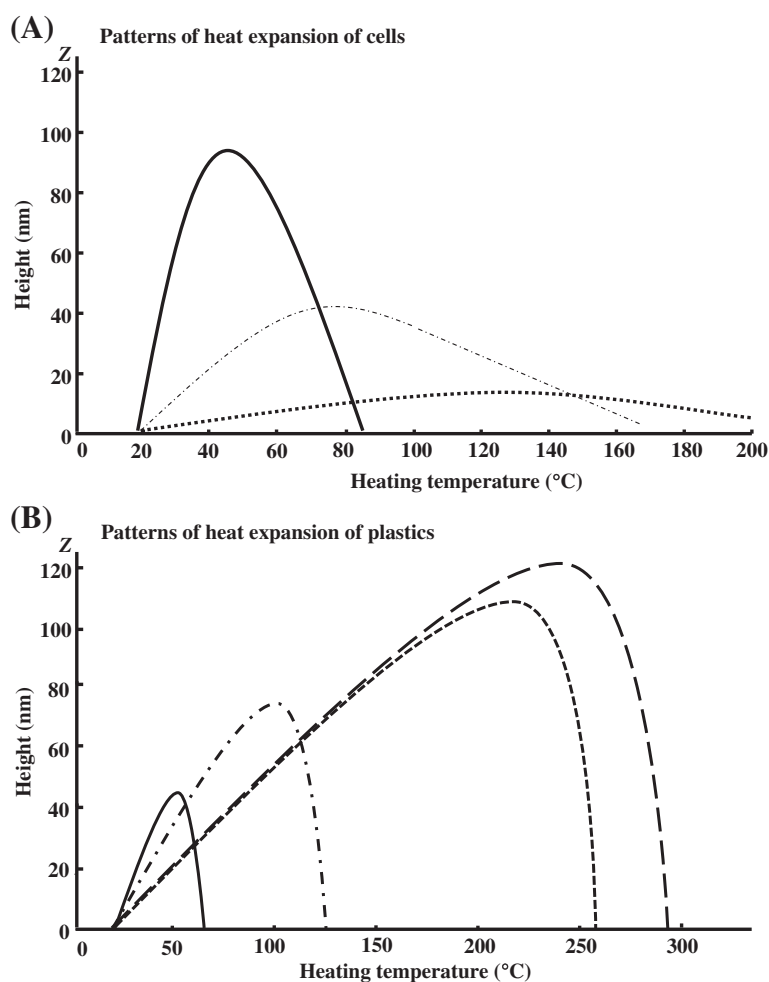 (A)
Patterns of heat expansion of cells
Z
120
100
80
60
40
20
0
Height (nm)
0 20 40 60 80 100 120 140 160 180 200
Heating temperature (°C)
(B)
Patterns of heat expansion of plastics
Z
120
100
80
60
40
20
0
Height (nm)
0 50 100 150 200 250 300
Heating temperature (°C)